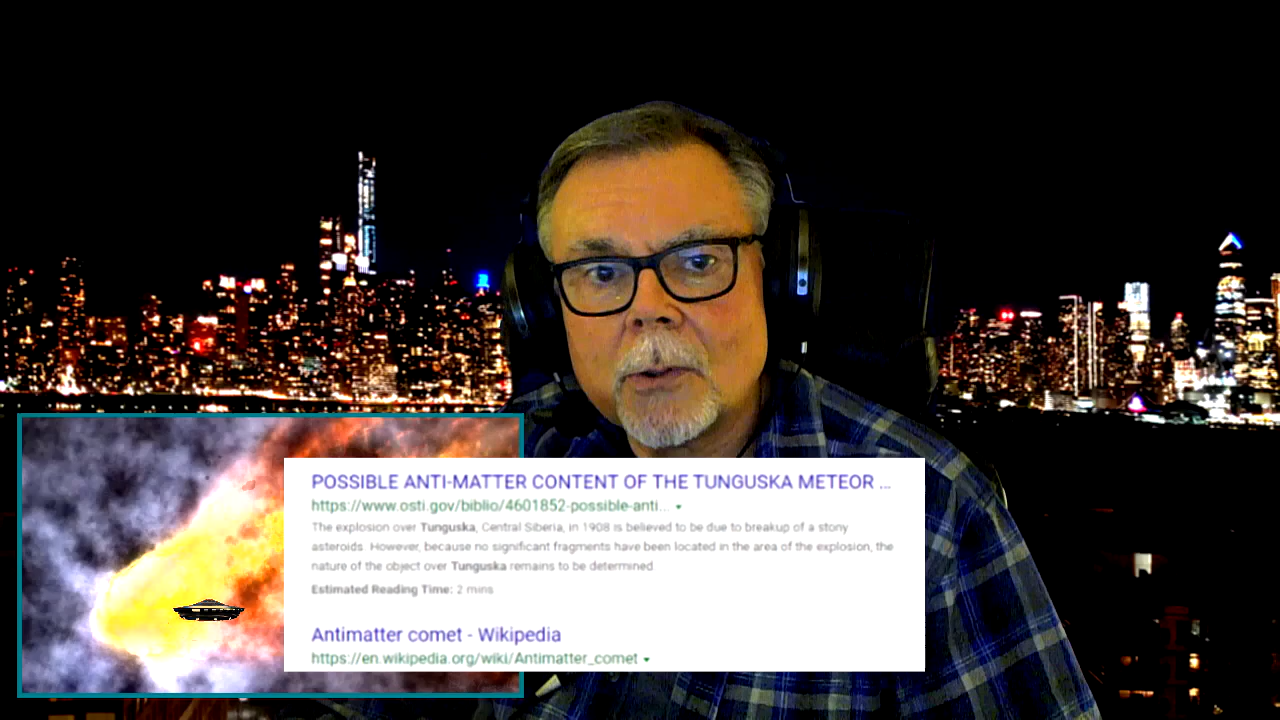 POSSIBLE ANTI-MATTER CONTENT OF THE TUNGUSKA METEOR ...
https://www.osti.gov/biblio/4601852-possible-anti...
The explosion over Tunguska, Central Siberia, in 1908 is believed to be due to breakup of a stony
asteroids. However, because no significant fragments have been located in the area of the explosion, the
nature of the object over Tunguska remains to be determined.
Estimated Reading Time: 2 mins
Antimatter comet - Wikipedia
https://en.wikipedia.org/wiki/Antimatter_comet